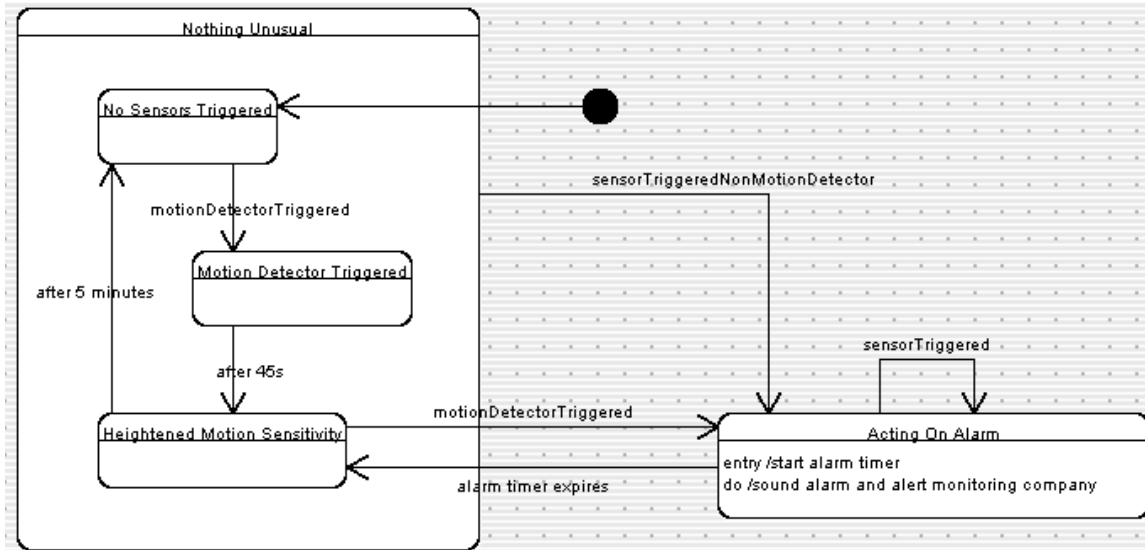 Nothing Unusual
No Sensors Triggered
sensorTriggeredNonMotionDetector
motionDetectorTriggered
Motion Detector Triggered
after 5 minutes
sensorTriggered
after 45s
motionDetectorTriggered
Heightened Motion Sensitivity
Acting On Alarm
entry /start alarm timer
do /sound alarm and alert monitoring company
alarm timer expires